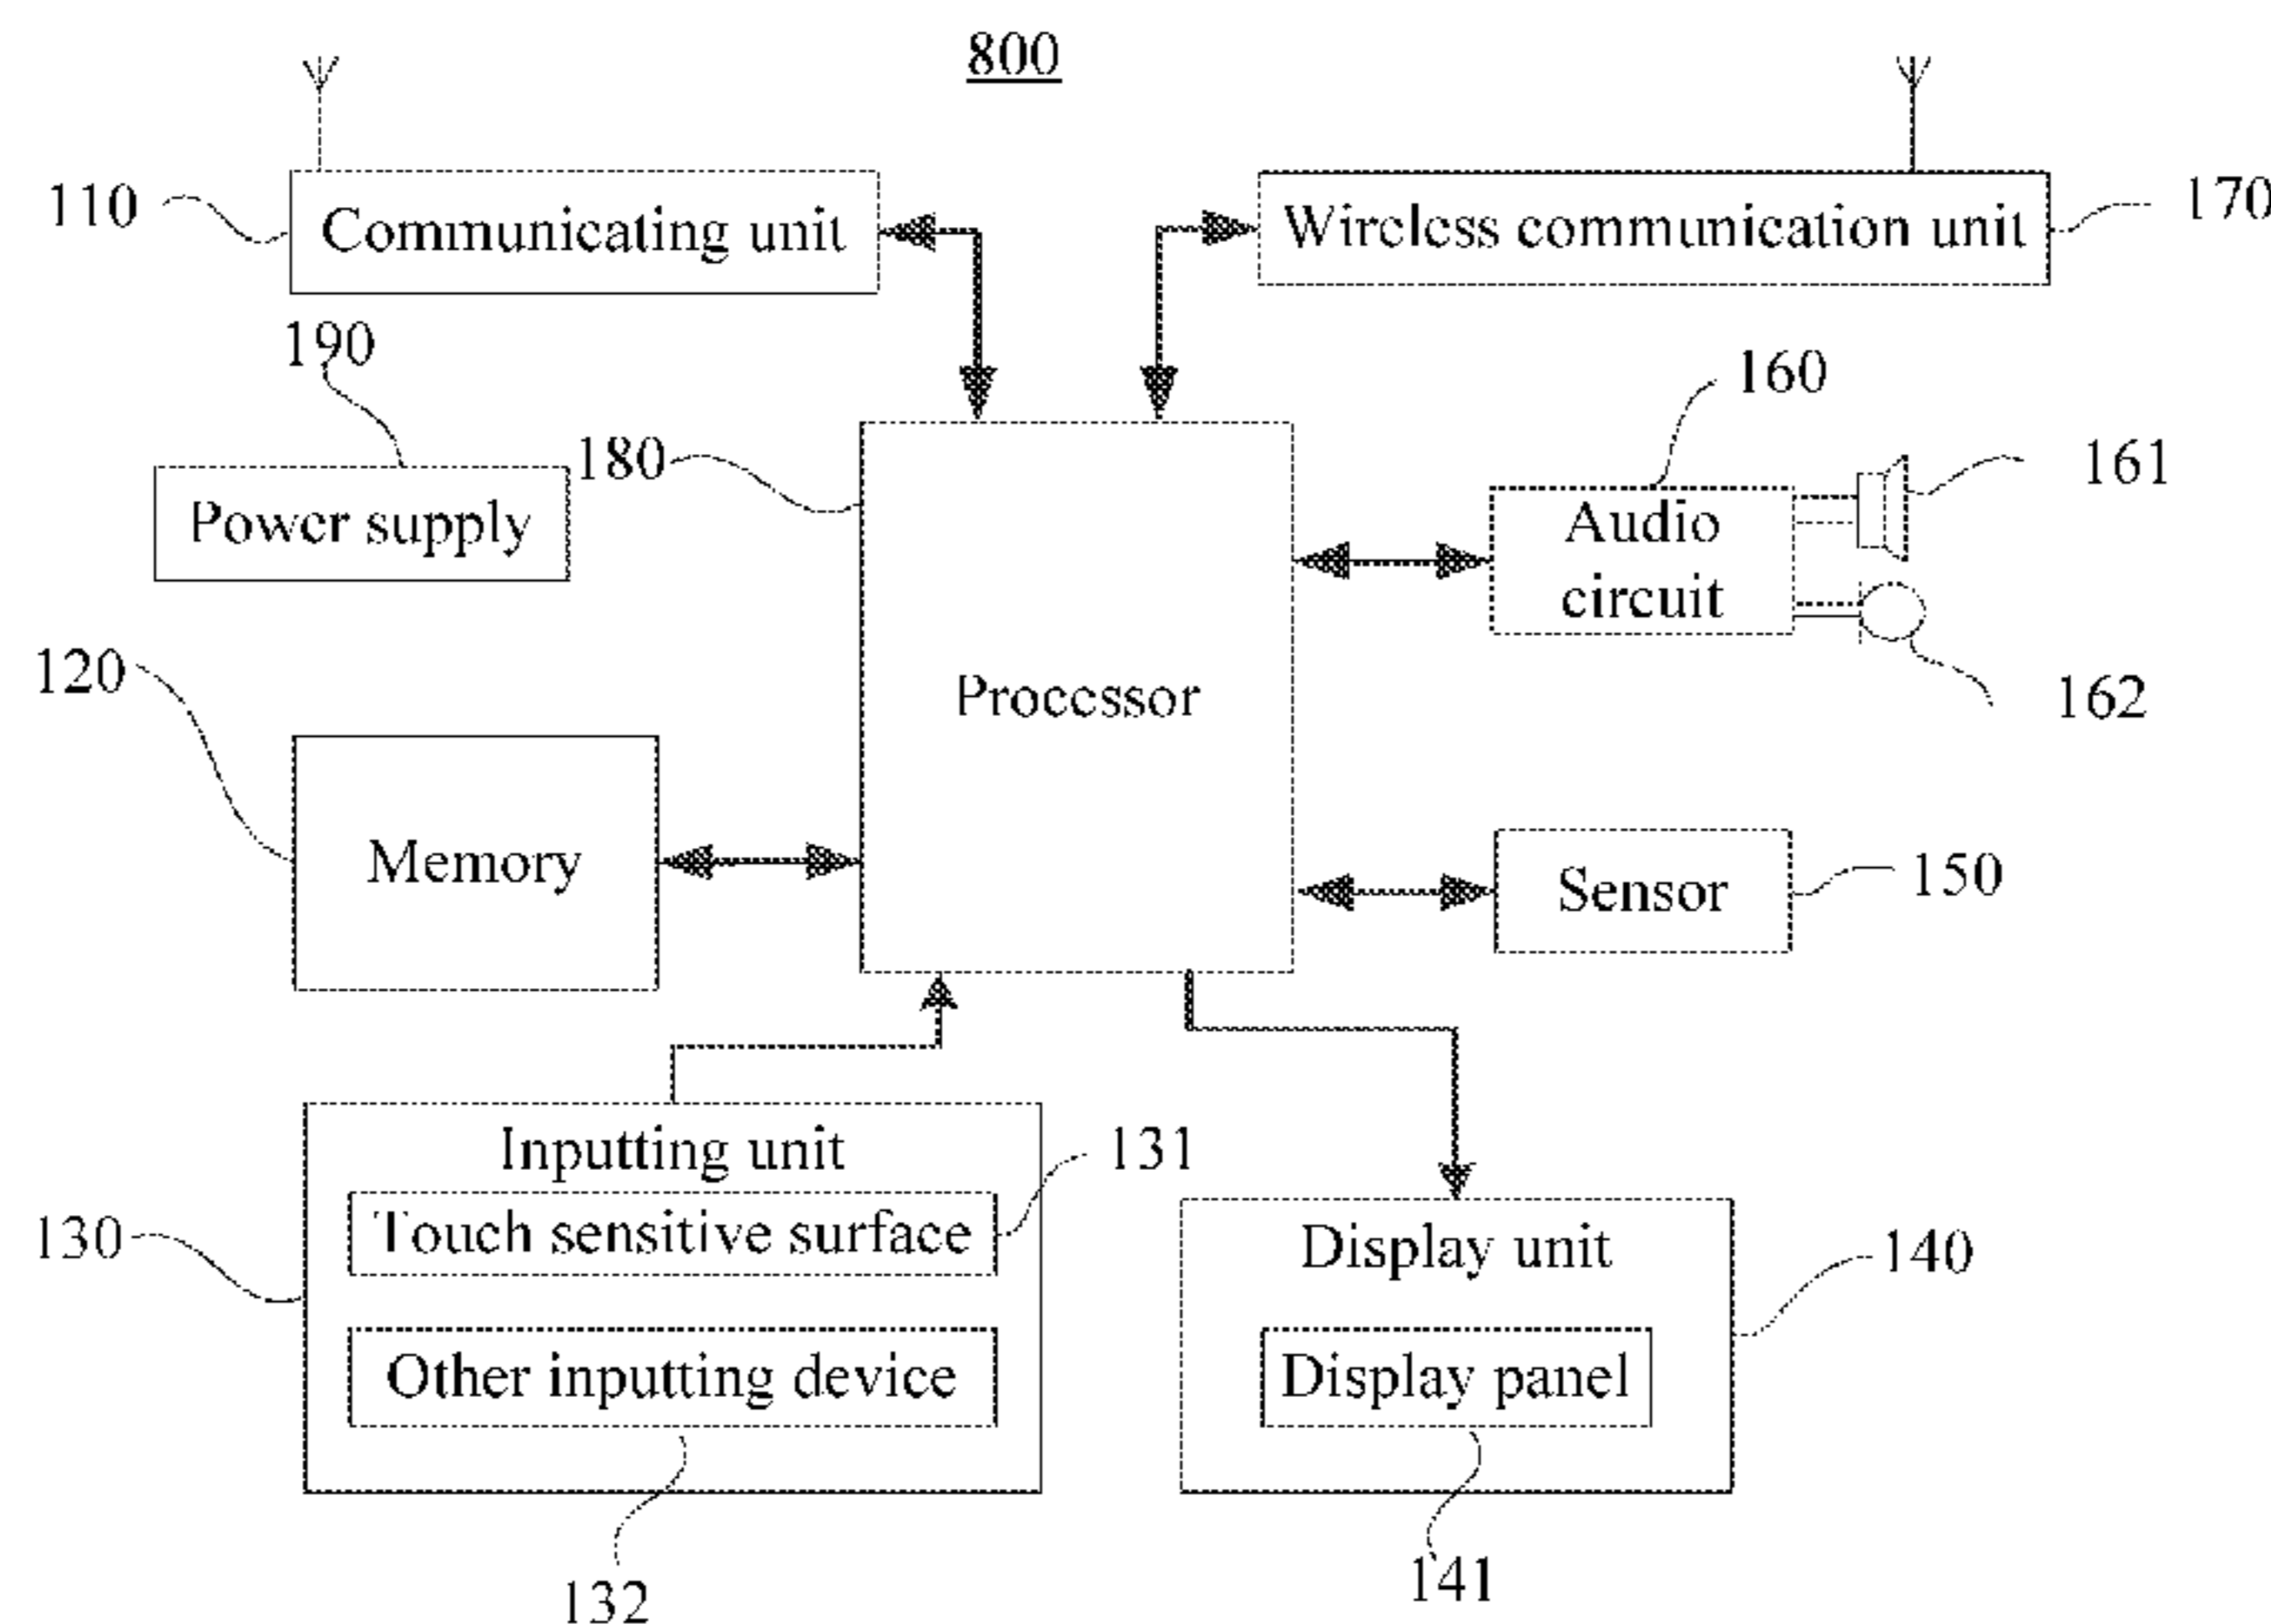 800
110
Communicating unit
Wireless communication unit
170
190
Power supply
180
Processor
160
Audio
circuit
161
162
120
Memory
Sensor
150
130
Inputting unit
131
Touch sensitive surface
Other inputting device
132
Display unit
140
Display panel
141